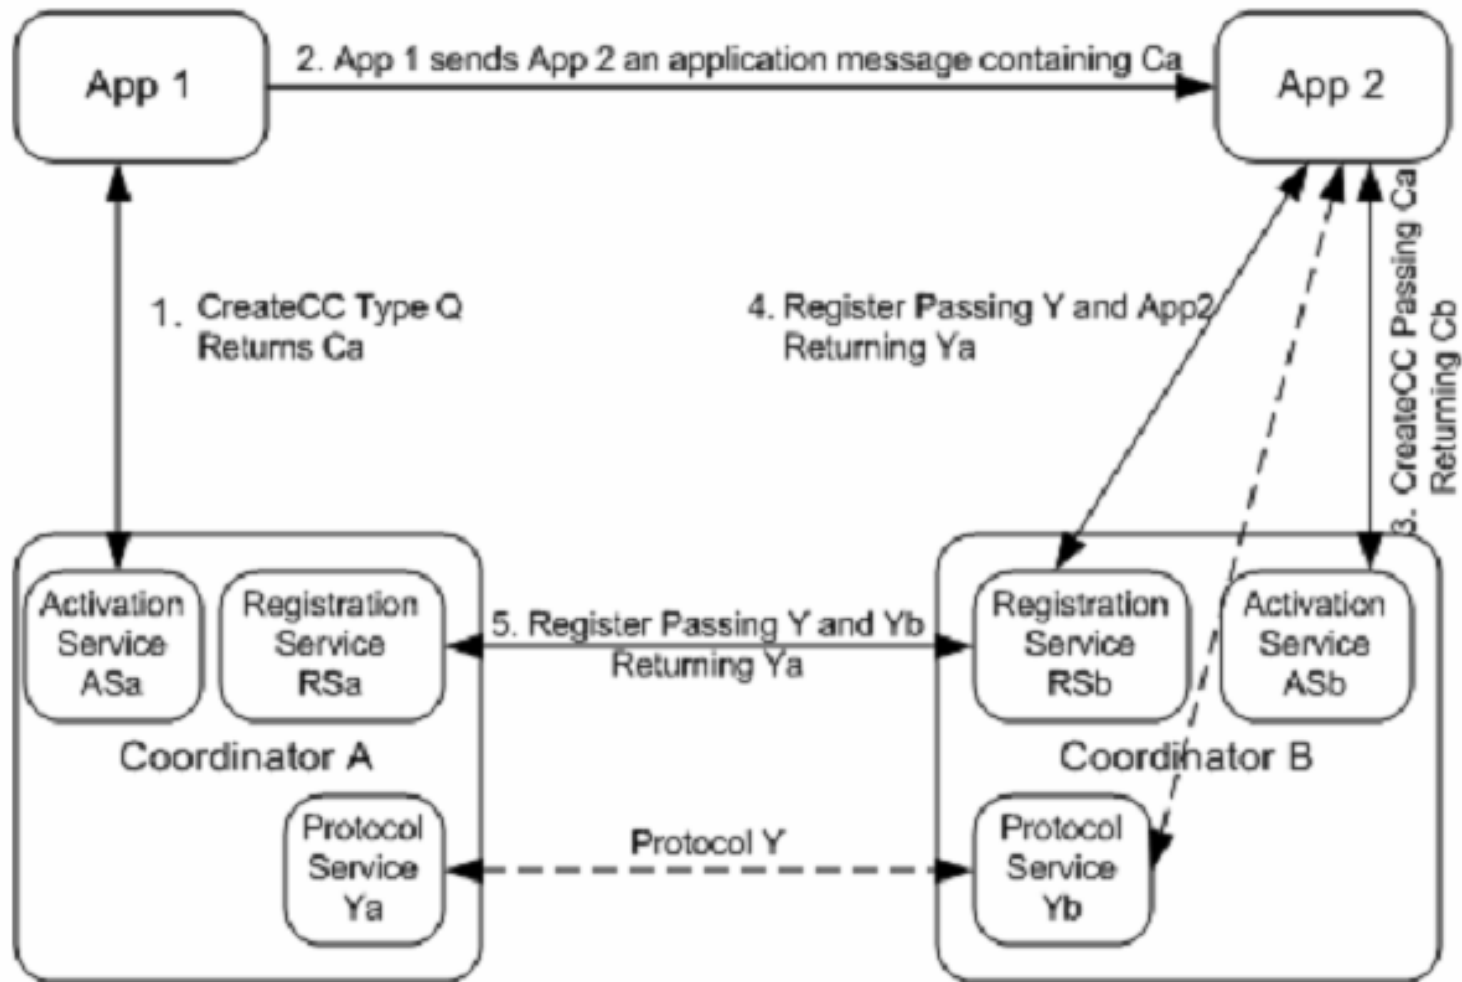 App 1
2. App 1 sends App 2 an application message containing Ca
App 2
1. CreateCC Type Q
Returns Ca
4. Register Passing Y and App2
Returning Ya
3. CreateCC Passing Ca
Returning Cb
Activation
Service
ASa
Registration
Service
RSa
5. Register Passing Y and Yb
Returning Ya
Registration
Service
RSb
Activation
Service
ASb
Coordinator A
Coordinator B
Protocol
Service
Ya
Protocol Y
Protocol
Service
Yb